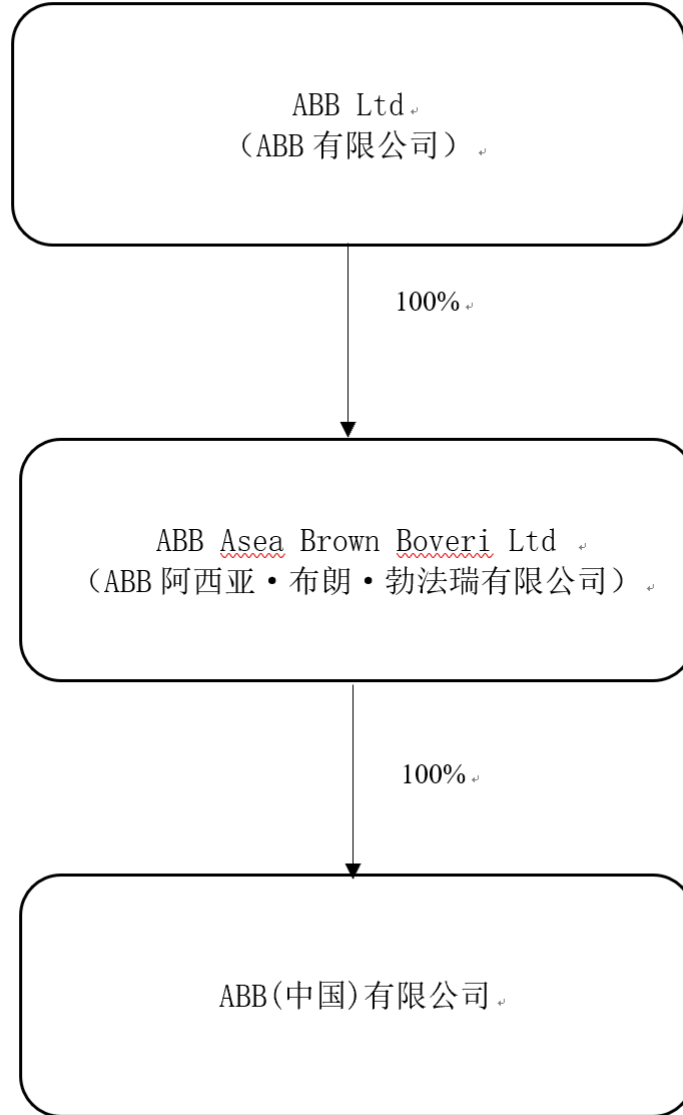 ABB Ltd
（ABB 有限公司）
100%
ABB Asea Brown Boveri Ltd
（ABB 阿西亚·布朗·勃法瑞有限公司）
100%
ABB(中国)有限公司